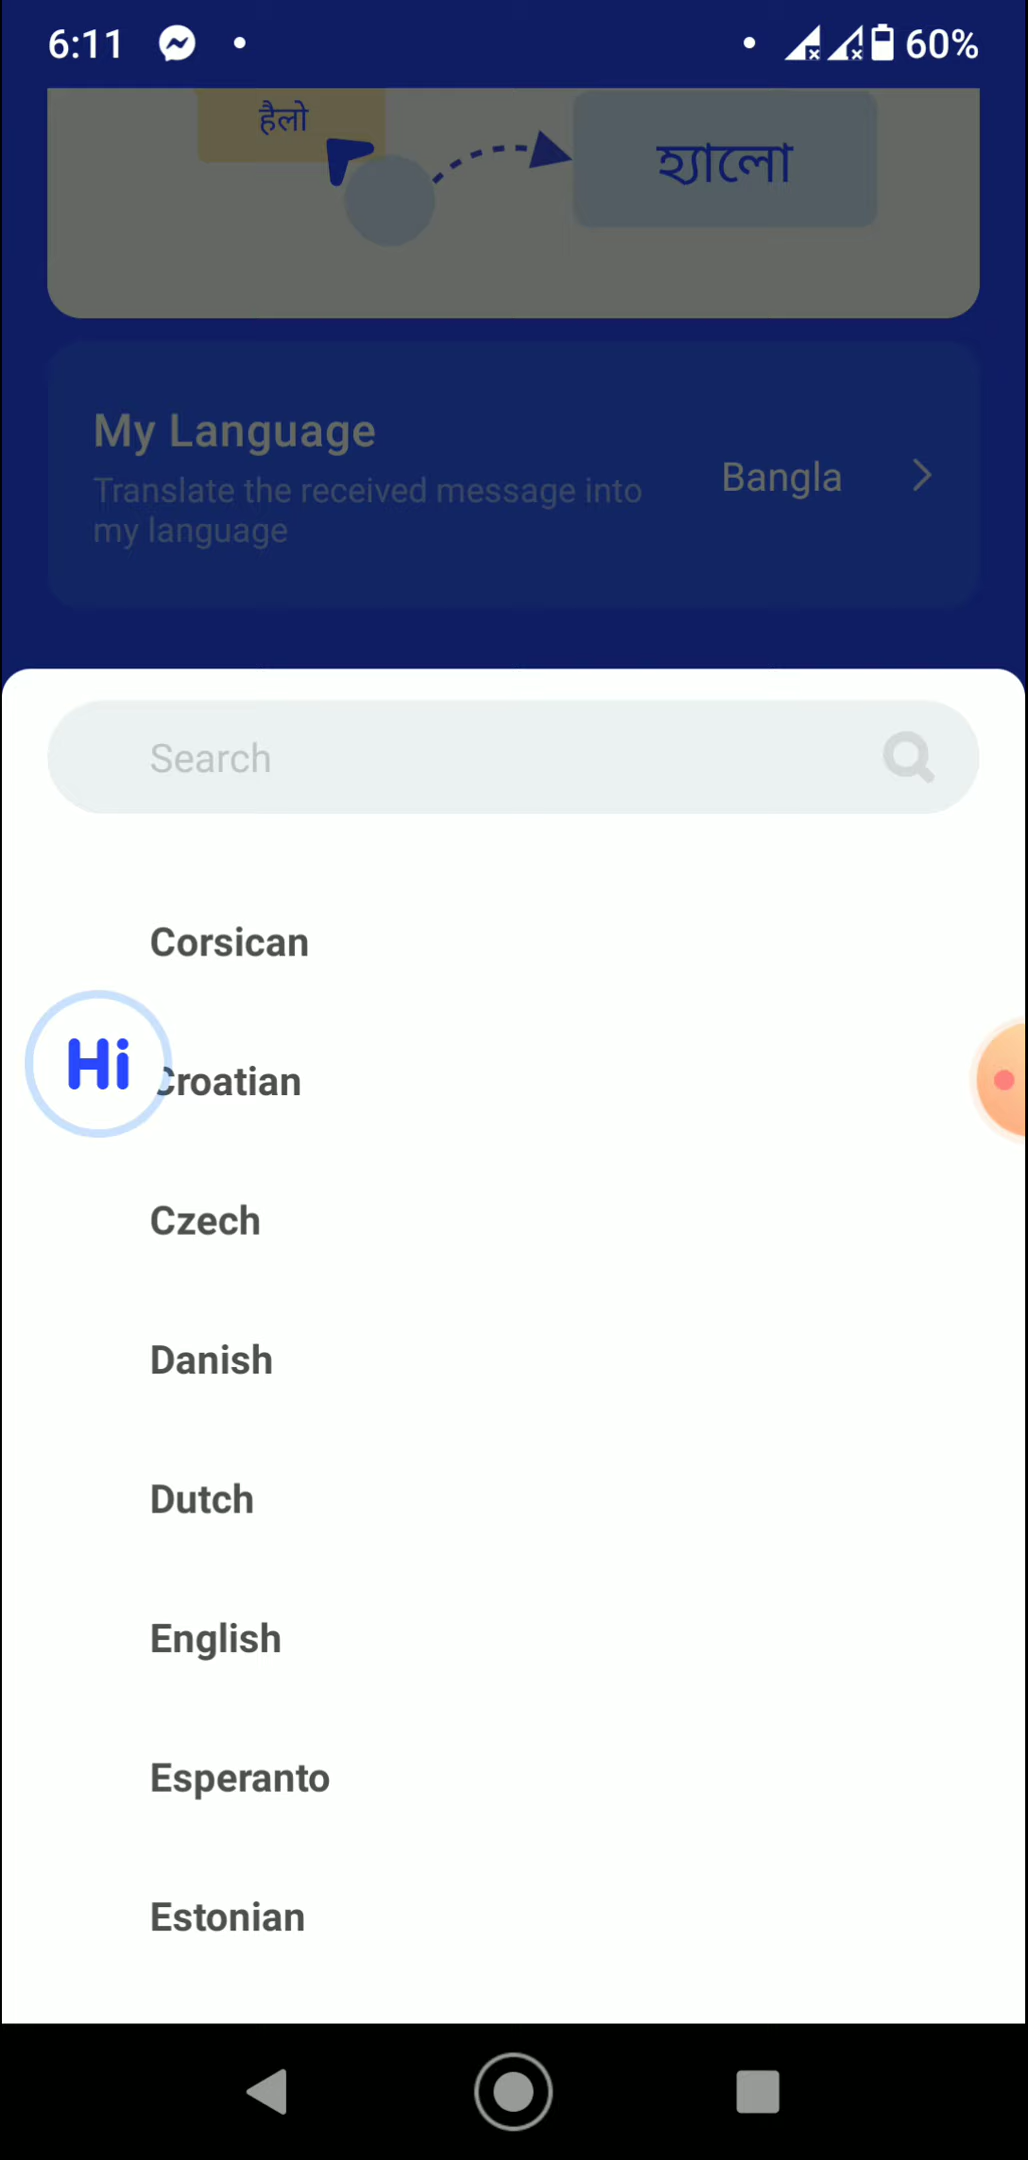 6:11
60%
हैलो
হ্যালো
My Language
Translate the received message into
my language
Bangla
Search
Corsican
Hi
Croatian
Czech
Danish
Dutch
English
Esperanto
Estonian